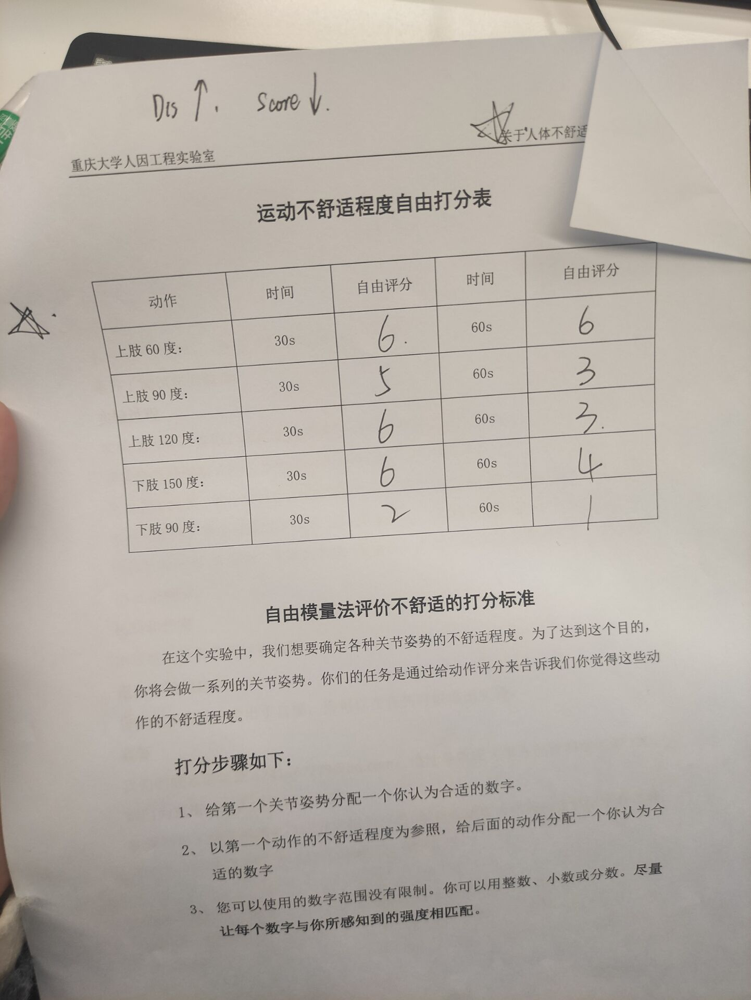 Dis ↑. Score ↓.
重庆大学人因工程实验室 关于人体不舒适
运动不舒适程度自由打分表
动作 时间 自由评分 时间 自由评分
上肢 60 度： 30s 6. 60s 6
上肢 90 度： 30s 5 60s 3
上肢 120 度： 30s 6 60s 3.
下肢 150 度： 30s 6 60s 4
下肢 90 度： 30s 2 60s 1
自由模量法评价不舒适的打分标准
在这个实验中，我们想要确定各种关节姿势的不舒适程度。为了达到这个目的，
你将会做一系列的关节姿势。你们的任务是通过给动作评分来告诉我们你觉得这些动
作的不舒适程度。
打分步骤如下：
1、 给第一个关节姿势分配一个你认为合适的数字。
2、 以第一个动作的不舒适程度为参照，给后面的动作分配一个你认为合
适的数字
3、 您可以使用的数字范围没有限制。你可以用整数、小数或分数。尽量
让每个数字与你所感知到的强度相匹配。